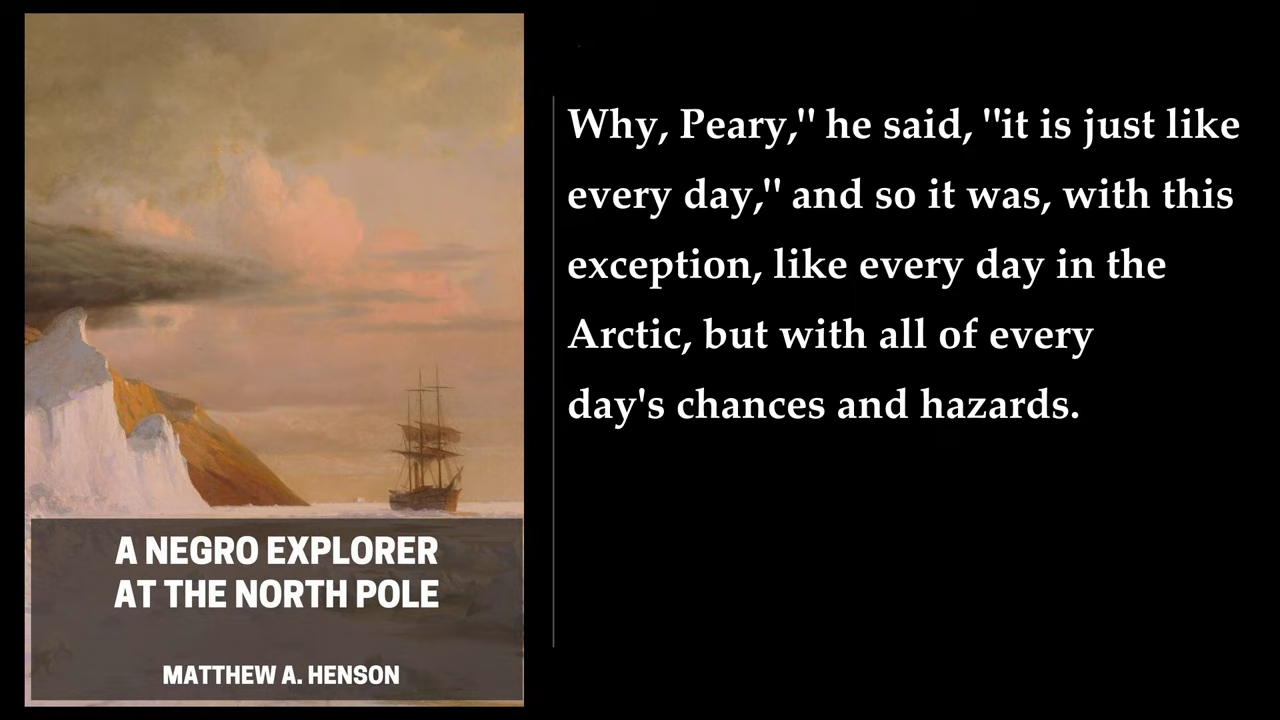 Why, Peary," he said, "it is just like
every day," and so it was, with this
exception, like every day in the
Arctic, but with all of every
day's chances and hazards.
A NEGRO EXPLORER
AT THE NORTH POLE
MATTHEW A. HENSON